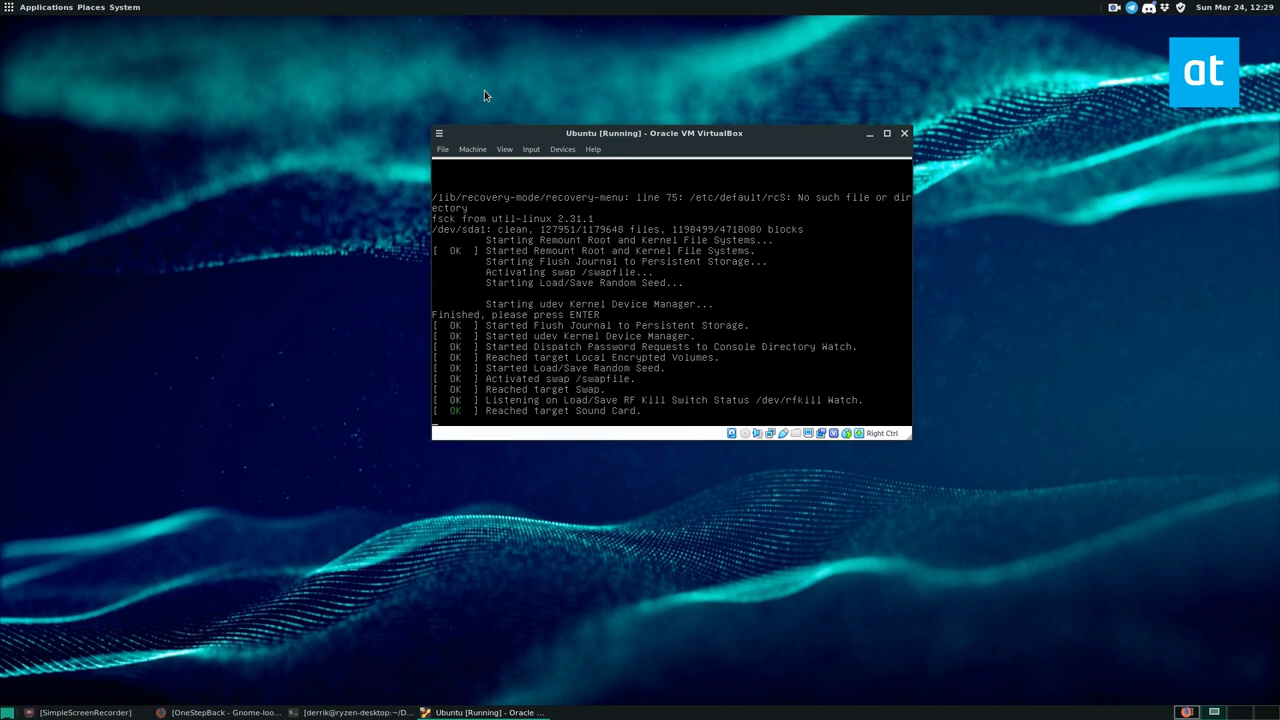 Applications Places System
Sun Mar 24, 12:29
at
Ubuntu [Running] - Oracle VM VirtualBox
File Machine View Input Devices Help
/lib/recovery-mode/recovery-menu: line 75: /etc/default/rcS: No such file or dir
ectory
fsck from util-linux 2.31.1
/dev/sda1: clean, 127951/1179648 files, 1198499/4718080 blocks
Starting Remount Root and Kernel File Systems...
[ OK ] Started Remount Root and Kernel File Systems.
Starting Flush Journal to Persistent Storage...
Activating swap /swapfile...
Starting Load/Save Random Seed...
Starting udev Kernel Device Manager...
Finished, please press ENTER
[ OK ] Started Flush Journal to Persistent Storage.
[ OK ] Started udev Kernel Device Manager.
[ OK ] Started Dispatch Password Requests to Console Directory Watch.
[ OK ] Reached target Local Encrypted Volumes.
[ OK ] Started Load/Save Random Seed.
[ OK ] Activated swap /swapfile.
[ OK ] Reached target Swap.
[ OK ] Listening on Load/Save RF Kill Switch Status /dev/rfkill Watch.
[ OK ] Reached target Sound Card.
Right Ctrl
[SimpleScreenRecorder] [OneStepBack - Gnome-loo... [derrik@ryzen-desktop:~/D... Ubuntu [Running] - Oracle ...